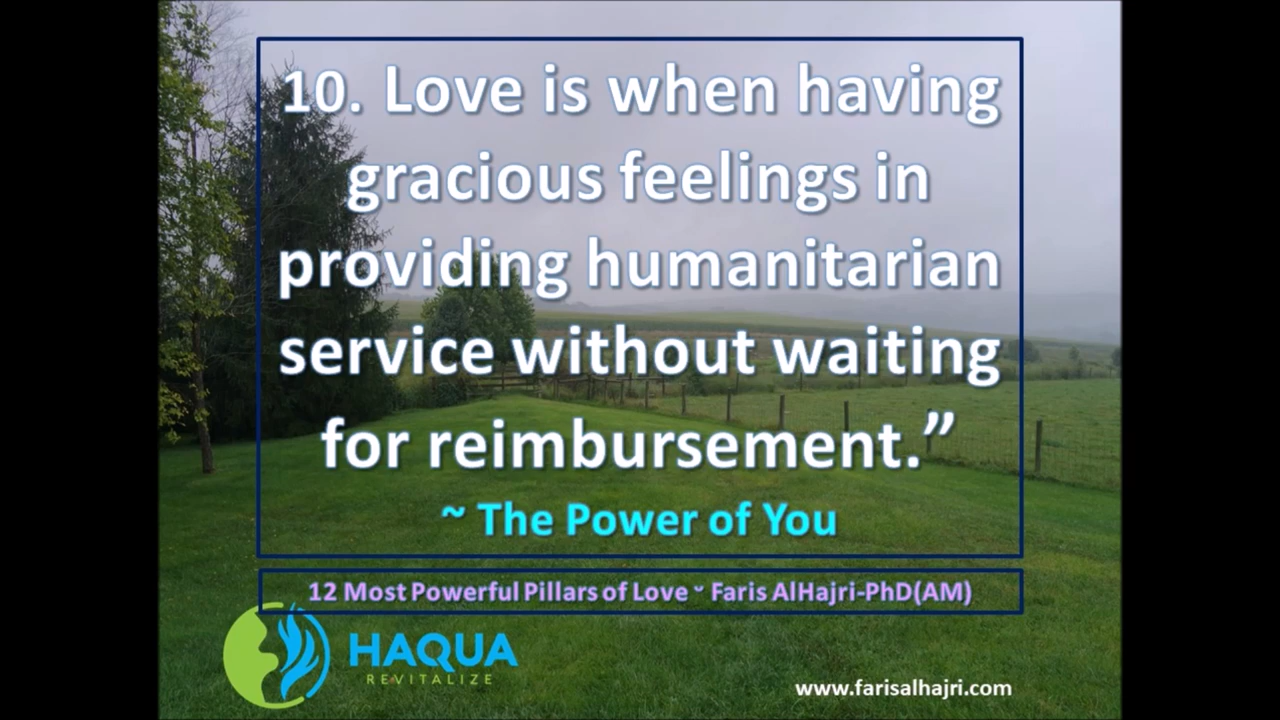 10. Love is when having
gracious feelings in
providing humanitarian
service without waiting
for reimbursement.”
~ The Power of You
12 Most Powerful Pillars of Love ~ Faris AlHajri-PhD(AM)
HAQUA
REVITALIZE
www.farisalhajri.com